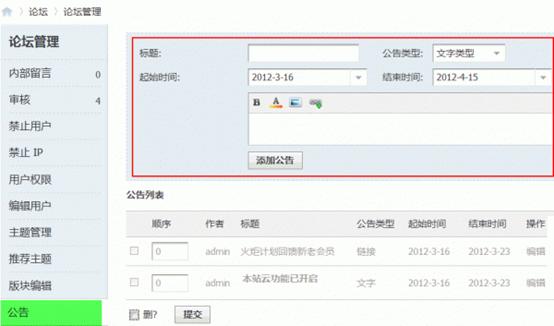 论坛 论坛管理
论坛管理
内部留言 0
审核 4
禁止用户
禁止 IP
用户权限
编辑用户
主题管理
推荐主题
版块编辑
公告
标题: 公告类型: 文字类型
起始时间: 2012-3-16 结束时间: 2012-4-15
B A
添加公告
公告列表
顺序 作者 标题 公告类型 起始时间 结束时间 操作
0 admin 火炬计划回馈新老会员 链接 2012-3-16 2012-3-23 编辑
0 admin 本站云功能已开启 文字 2012-3-16 2012-3-23 编辑
删? 提交